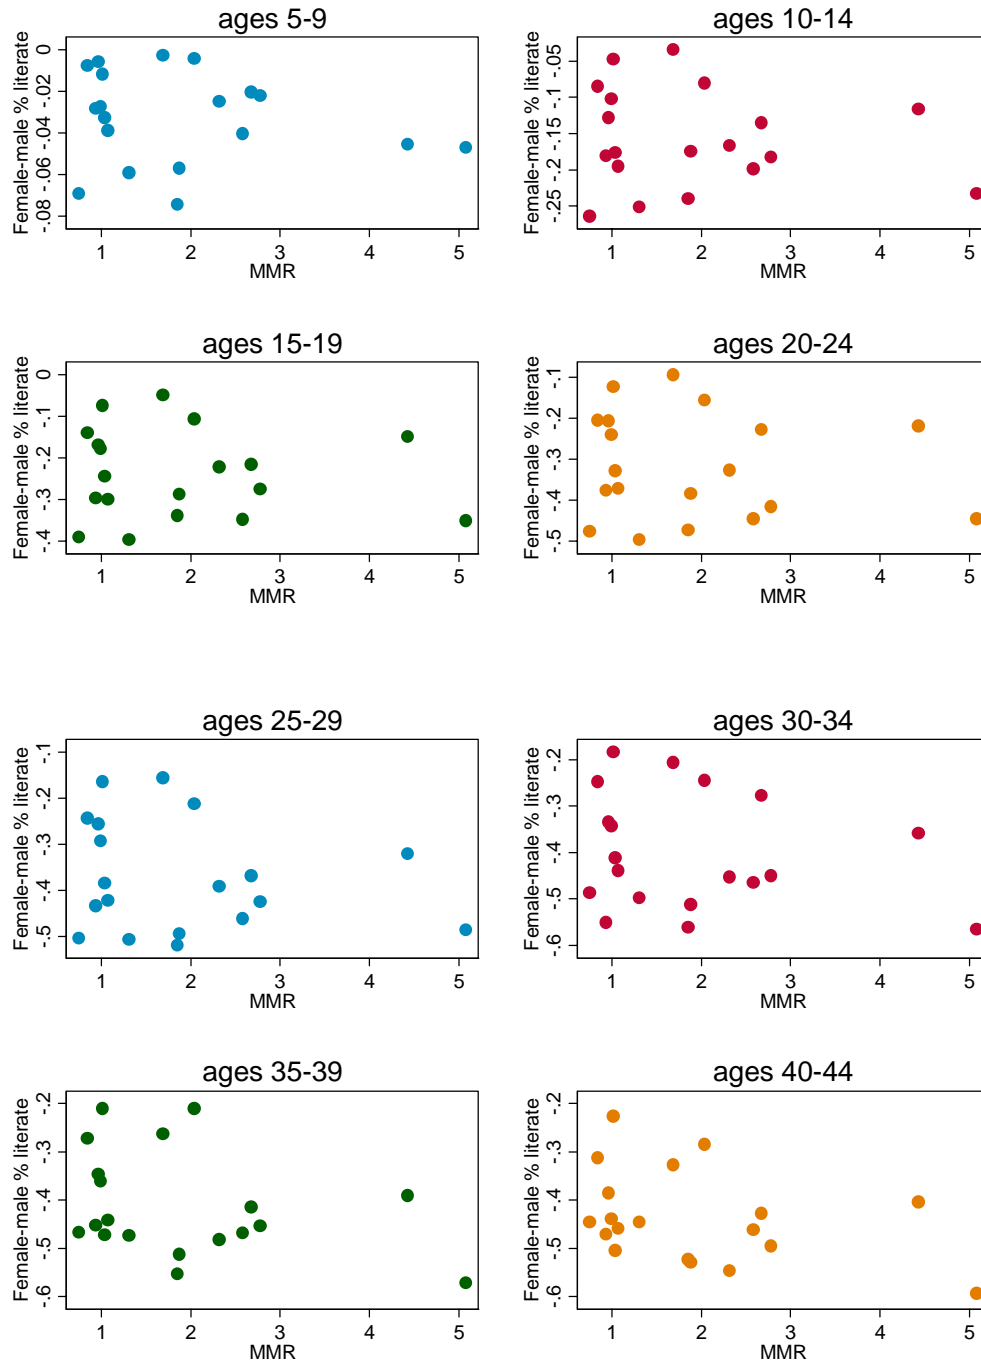 ages 5-9
Female-male % literate
0
-.02
-.04
-.06
-.08
1 2 3 4 5
MMR
ages 10-14
Female-male % literate
-.05
-.1
-.15
-.2
-.25
1 2 3 4 5
MMR
ages 15-19
Female-male % literate
0
-.1
-.2
-.3
-.4
1 2 3 4 5
MMR
ages 20-24
Female-male % literate
-.1
-.2
-.3
-.4
-.5
1 2 3 4 5
MMR
ages 25-29
Female-male % literate
-.1
-.2
-.3
-.4
-.5
1 2 3 4 5
MMR
ages 30-34
Female-male % literate
-.2
-.3
-.4
-.5
-.6
1 2 3 4 5
MMR
ages 35-39
Female-male % literate
-.2
-.3
-.4
-.5
-.6
1 2 3 4 5
MMR
ages 40-44
Female-male % literate
-.2
-.3
-.4
-.5
-.6
1 2 3 4 5
MMR